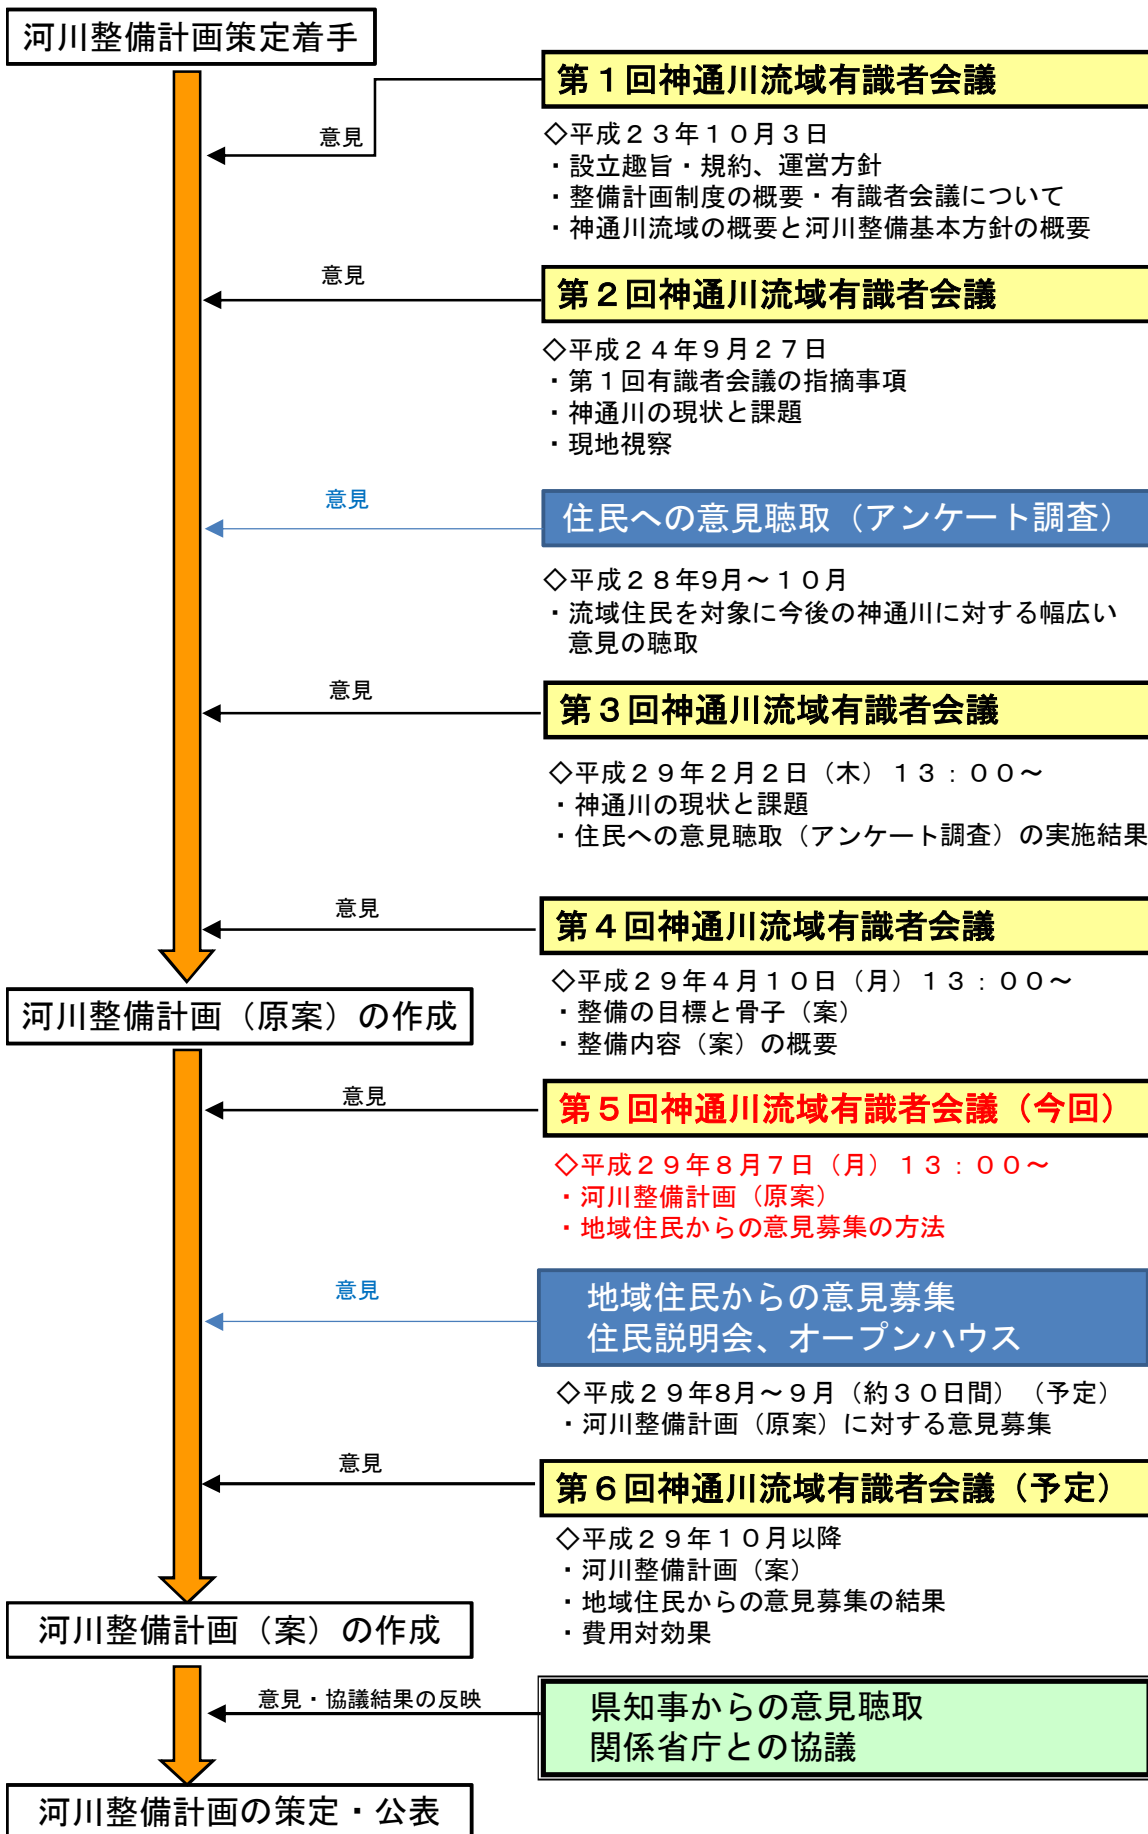 河川整備計画策定着手
第１回神通川流域有識者会議
意見
◇平成２３年１０月３日
・設立趣旨・規約、運営方針
・整備計画制度の概要・有識者会議について
・神通川流域の概要と河川整備基本方針の概要
意見
第２回神通川流域有識者会議
◇平成２４年９月２７日
・第１回有識者会議の指摘事項
・神通川の現状と課題
・現地視察
意見
住民への意見聴取（アンケート調査）
◇平成２８年9月～１０月
・流域住民を対象に今後の神通川に対する幅広い
意見の聴取
意見
第３回神通川流域有識者会議
◇平成２９年２月２日（木）１３：００～
・神通川の現状と課題
・住民への意見聴取（アンケート調査）の実施結果
意見
第４回神通川流域有識者会議
◇平成２９年４月１０日（月）１３：００～
・整備の目標と骨子（案）
・整備内容（案）の概要
河川整備計画（原案）の作成
意見
第５回神通川流域有識者会議（今回）
◇平成２９年８月７日（月）１３：００～
・河川整備計画（原案）
・地域住民からの意見募集の方法
意見
地域住民からの意見募集
住民説明会、オープンハウス
◇平成２９年8月～９月（約３０日間）（予定）
・河川整備計画（原案）に対する意見募集
意見
第６回神通川流域有識者会議（予定）
◇平成２９年１０月以降
・河川整備計画（案）
・地域住民からの意見募集の結果
・費用対効果
河川整備計画（案）の作成
意見・協議結果の反映
県知事からの意見聴取
関係省庁との協議
河川整備計画の策定・公表